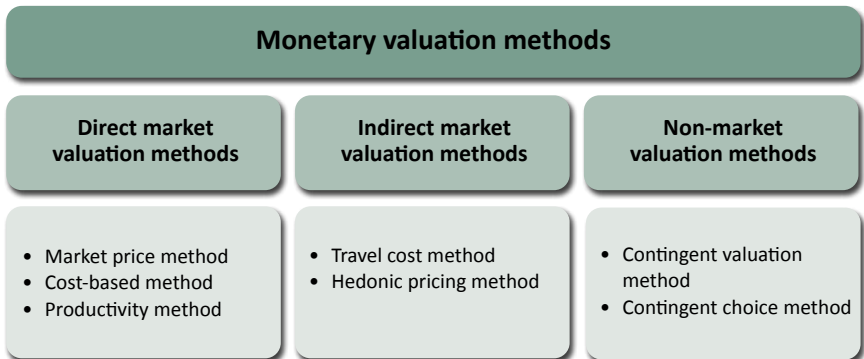 Monetary valuation methods
Direct market
valuation methods
Indirect market
valuation methods
Non-market
valuation methods
• Market price method
• Cost-based method
• Productivity method
• Travel cost method
• Hedonic pricing method
• Contingent valuation
method
• Contingent choice method